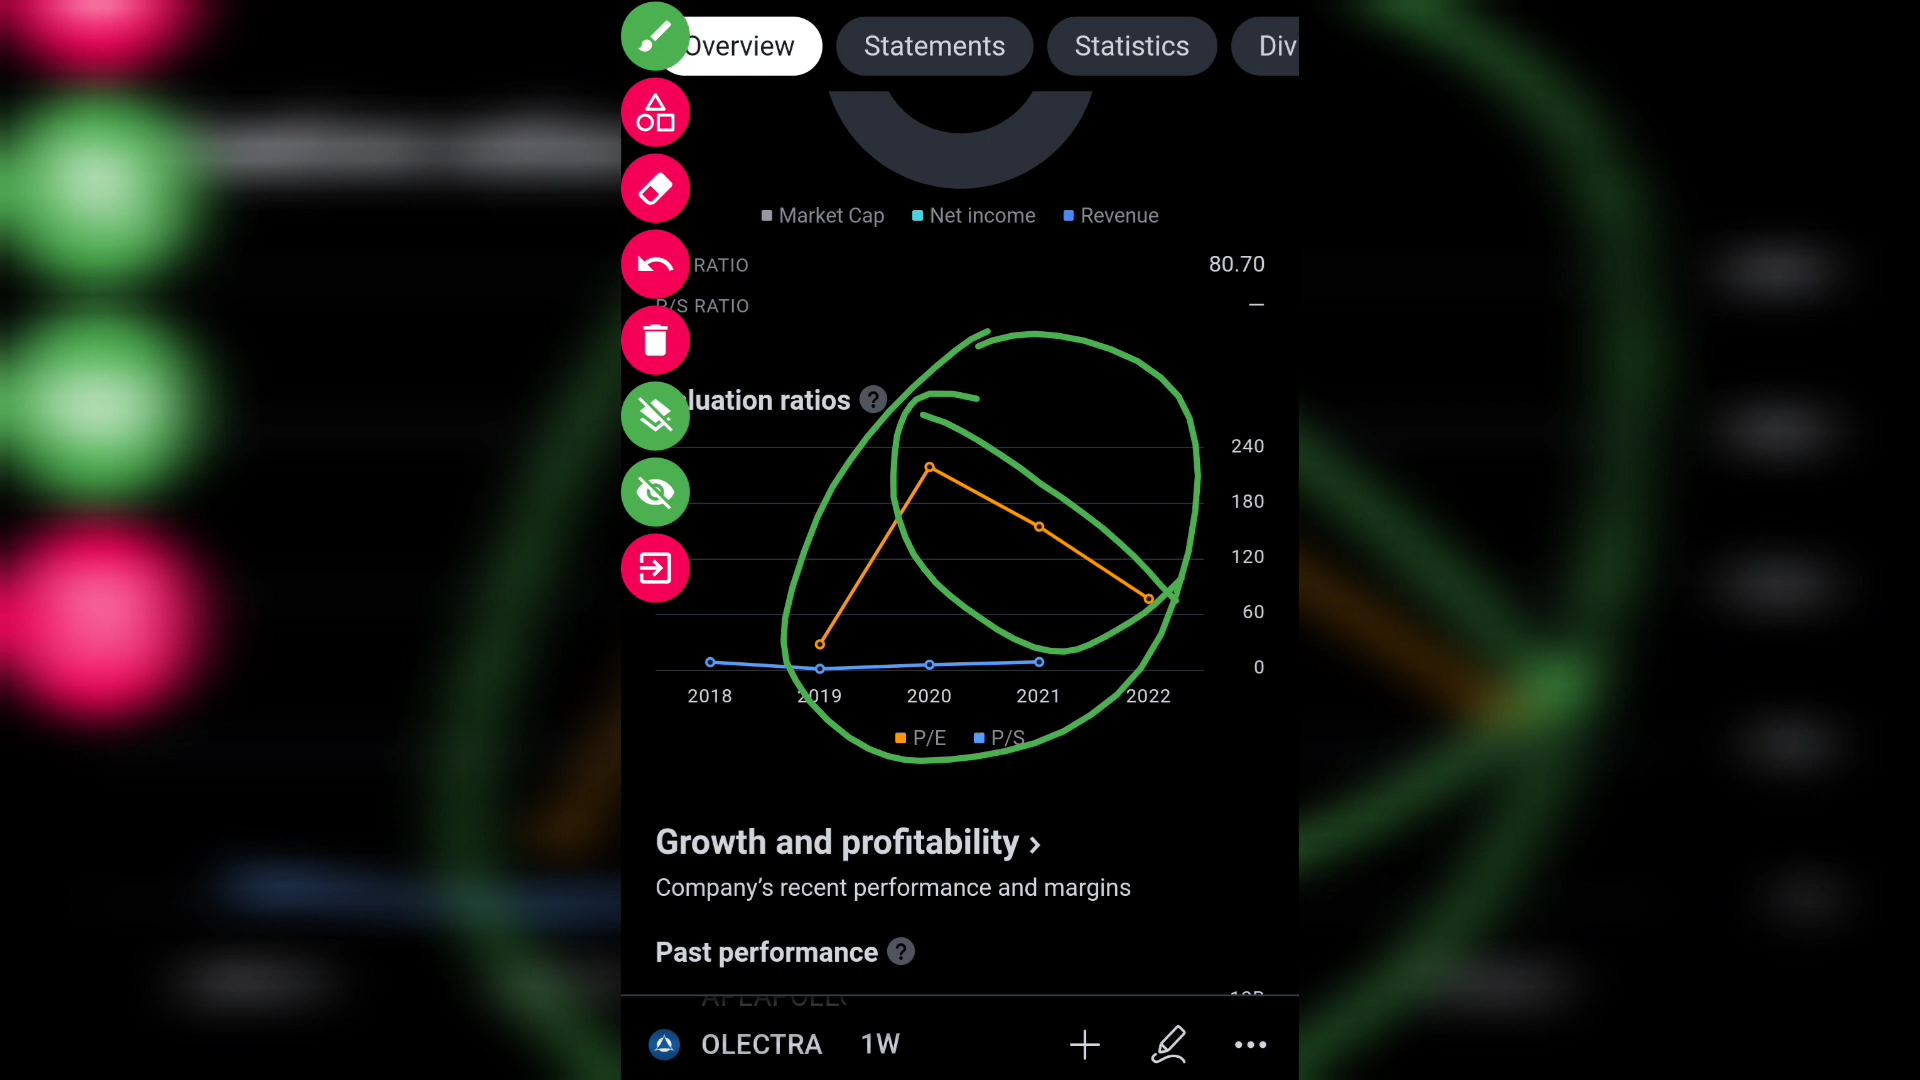 Overview Statements Statistics Div
Market Cap Net income Revenue
RATIO 80.70
P/S RATIO —
luation ratios ?
240
180
120
60
0
2018 2019 2020 2021 2022
P/E P/S
Growth and profitability ›
Company’s recent performance and margins
Past performance ?
OLECTRA 1W